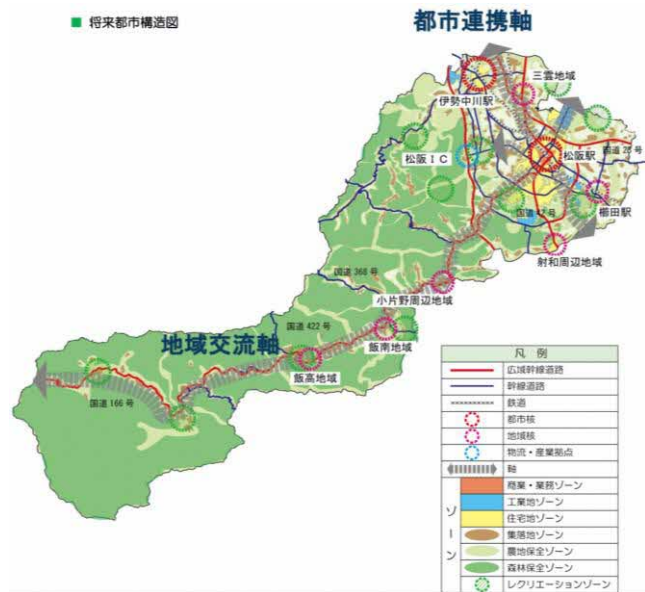 ■ 将来都市構造図
都市連携軸
三雲地域
伊勢中川駅
松阪IC
松阪駅
国道23号
国道42号
櫛田駅
射和周辺地域
国道368号
小片野周辺地域
国道422号
飯南地域
地域交流軸
飯高地域
国道166号
凡例
広域幹線道路
幹線道路
鉄道
都市核
地域核
物流・産業拠点
軸
ゾーン
商業・業務ゾーン
工業地ゾーン
住宅地ゾーン
集落地ゾーン
農地保全ゾーン
森林保全ゾーン
レクリエーションゾーン